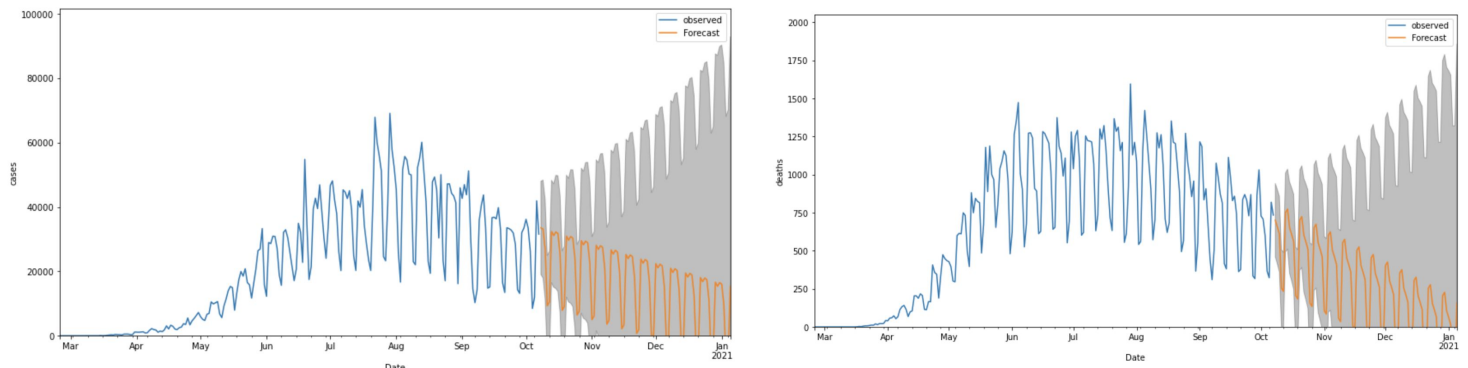 100000
80000
60000
40000
20000
0
cases
observed
Forecast
Mar
Apr
May
Jun
Jul
Aug
Sep
Oct
Nov
Dec
Jan
2021
Date
2000
1750
1500
1250
1000
750
500
250
0
deaths
observed
Forecast
Mar
Apr
May
Jun
Jul
Aug
Sep
Oct
Nov
Dec
Jan
2021
Date